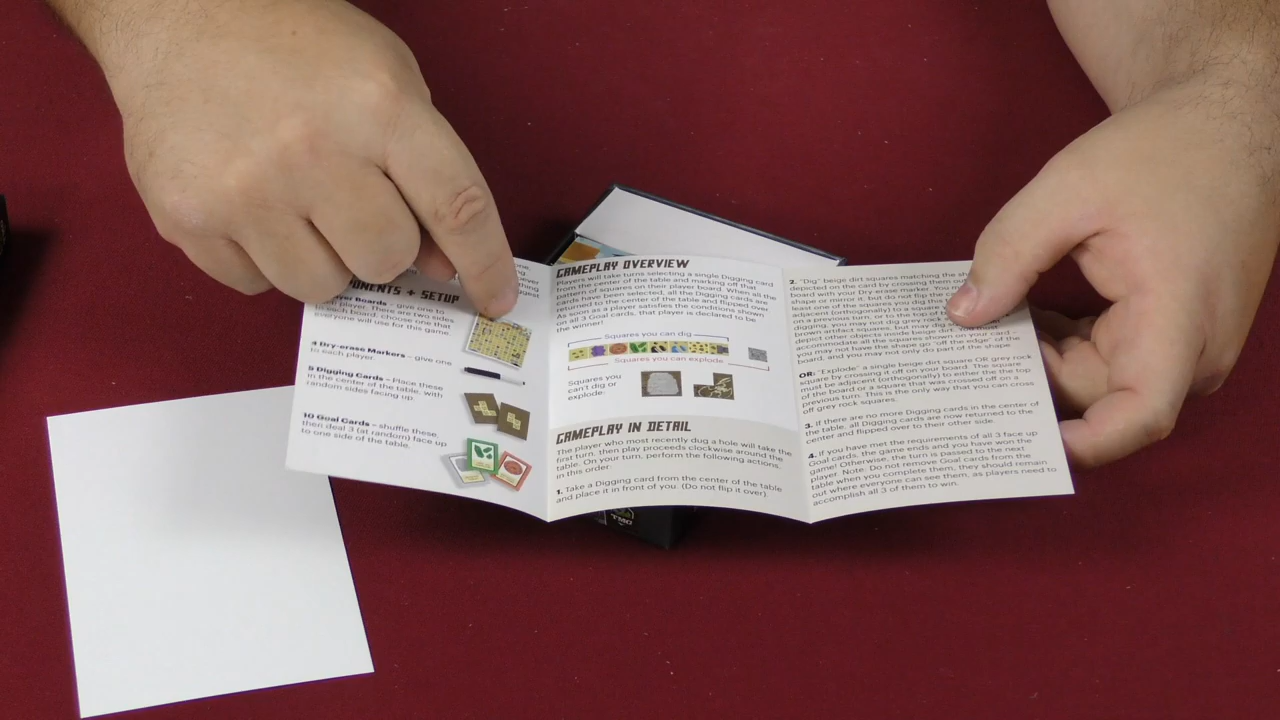 one.
ever
thing
gest
PONENTS + SETUP
yer Boards – give one to
each player. There are two sides
to each board, choose one that
everyone will use for this game.
4 Dry-erase Markers – give one
to each player.
5 Digging Cards – Place these
in the center of the table, with
random sides facing up.
10 Goal Cards – shuffle these,
then deal 3 (at random) face up
to one side of the table.
GAMEPLAY OVERVIEW
Players will take turns selecting a single Digging card
from the center of the table and marking off that
pattern of squares on their player board. When all the
cards have been selected, all the Digging cards are
returned to the center of the table and flipped over.
As soon as a player satisfies the conditions shown
on all 3 Goal cards, that player is declared to be
the winner!
Squares you can dig
Squares you can explode
Squares you
can't dig or
explode:
GAMEPLAY IN DETAIL
The player who most recently dug a hole will take the
first turn, then play proceeds clockwise around the
table. On your turn, perform the following actions,
in this order:
1. Take a Digging card from the center of the table
and place it in front of you. (Do not flip it over).
2. "Dig" beige dirt squares matching the sh
depicted on the card by crossing them ou
board with your Dry-erase marker. You m
shape or mirror it, but do not flip the c
least one of the squares you dig this
adjacent (orthogonally) to a square
on a previous turn, or to the top of
digging, you may not dig grey rock
brown artifact squares, but may dig
depict other objects inside beige dirt. You must
accommodate all the squares shown on your card –
you may not have the shape go "off the edge" of the
board, and you may not only do part of the shape.
OR: "Explode" a single beige dirt square OR grey rock
square by crossing it off on your board. The square
must be adjacent (orthogonally) to either the the top
of the board or a square that was crossed off on a
previous turn. This is the only way that you can cross
off grey rock squares.
3. If there are no more Digging cards in the center of
the table, all Digging cards are now returned to the
center and flipped over to their other side.
4. If you have met the requirements of all 3 face up
Goal cards, the game ends and you have won the
game! Otherwise, the turn is passed to the next
player. Note: Do not remove Goal cards from the
table when you complete them, they should remain
out where everyone can see them, as players need to
accomplish all 3 of them to win.
TMG